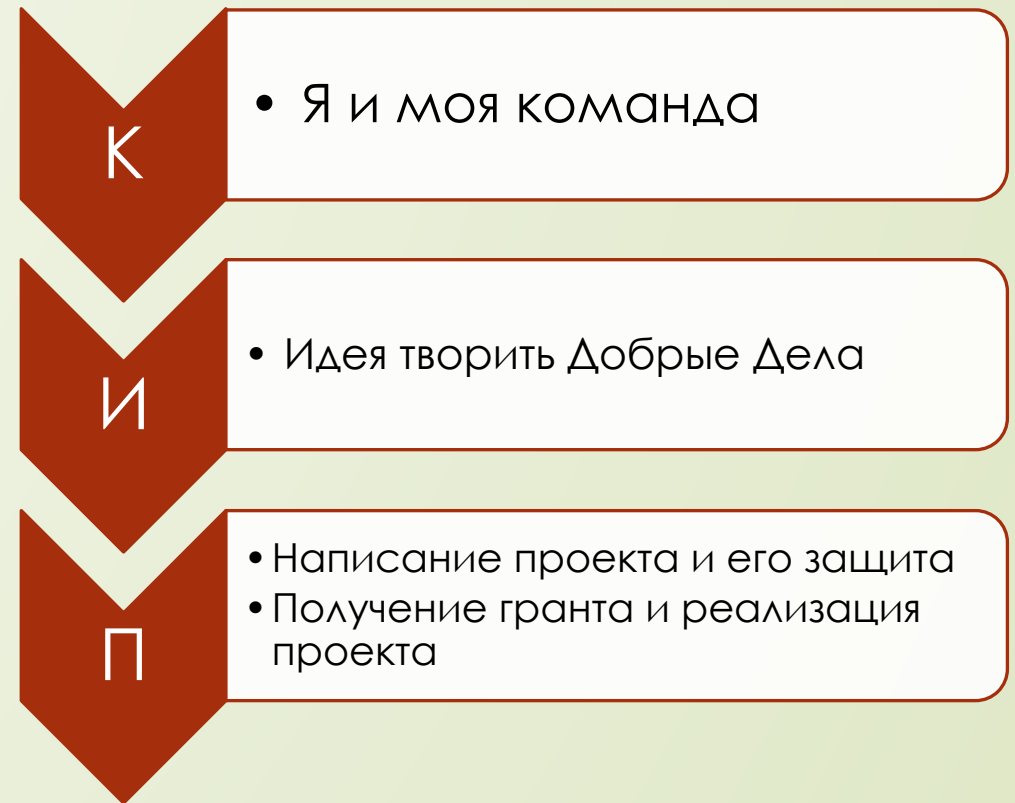 К
• Я и моя команда
И
• Идея творить Добрые Дела
П
• Написание проекта и его защита
• Получение гранта и реализация
проекта